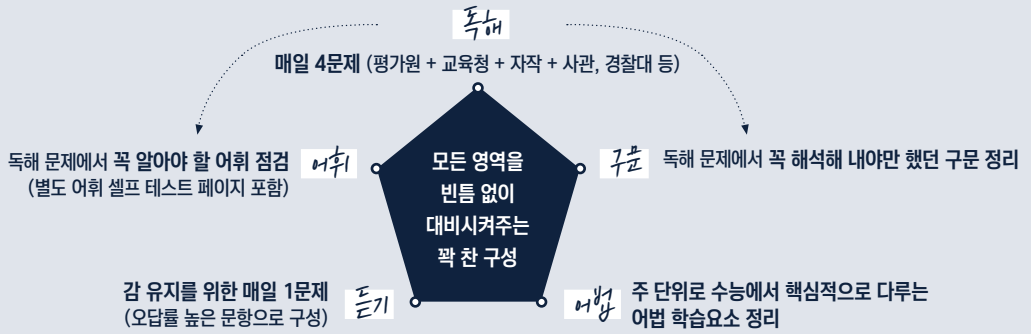 독해
매일 4문제 (평가원 + 교육청 + 자작 + 사관, 경찰대 등)
독해 문제에서 꼭 알아야 할 어휘 점검
(별도 어휘 셀프 테스트 페이지 포함)
어휘
모든 영역을
빈틈 없이
대비시켜주는
꽉 찬 구성
구문
독해 문제에서 꼭 해석해 내야만 했던 구문 정리
감 유지를 위한 매일 1문제
(오답률 높은 문항으로 구성)
듣기
어법
주 단위로 수능에서 핵심적으로 다루는
어법 학습요소 정리